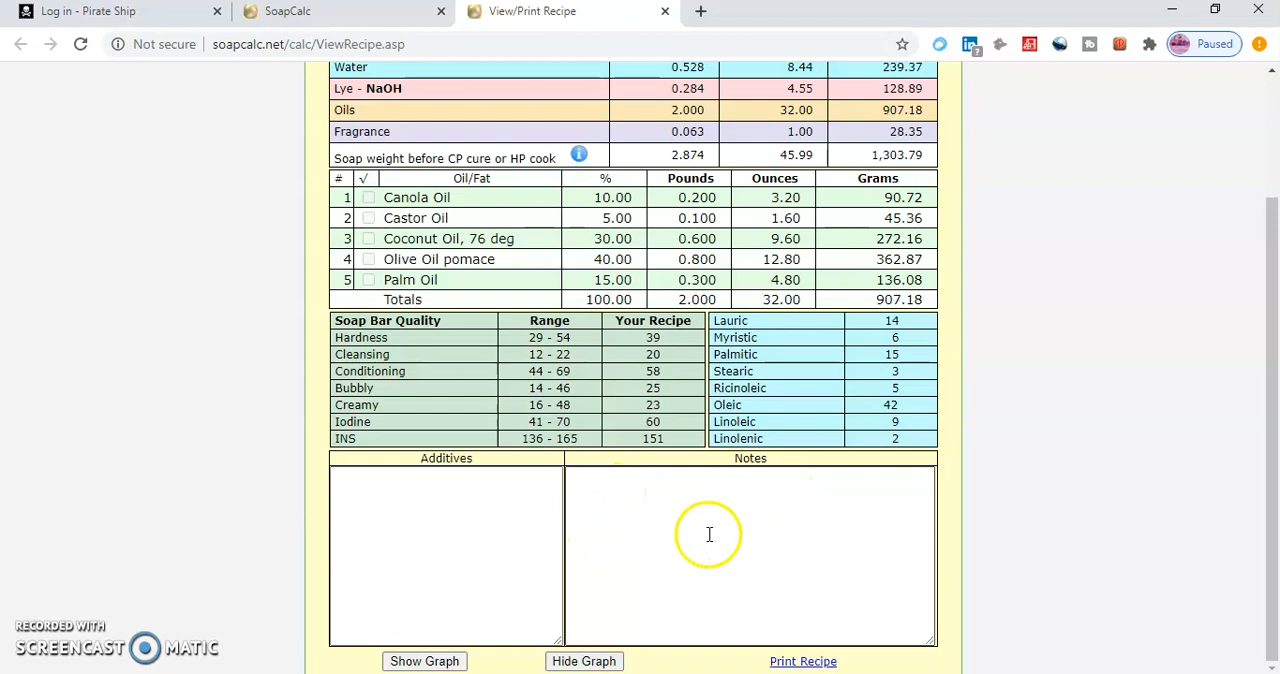 Log in - Pirate Ship
SoapCalc
View/Print Recipe
Not secure
soapcalc.net/calc/ViewRecipe.asp
Paused
Water 0.528 8.44 239.37
Lye - NaOH 0.284 4.55 128.89
Oils 2.000 32.00 907.18
Fragrance 0.063 1.00 28.35
Soap weight before CP cure or HP cook 2.874 45.99 1,303.79
# √ Oil/Fat % Pounds Ounces Grams
1 Canola Oil 10.00 0.200 3.20 90.72
2 Castor Oil 5.00 0.100 1.60 45.36
3 Coconut Oil, 76 deg 30.00 0.600 9.60 272.16
4 Olive Oil pomace 40.00 0.800 12.80 362.87
5 Palm Oil 15.00 0.300 4.80 136.08
Totals 100.00 2.000 32.00 907.18
Soap Bar Quality Range Your Recipe Lauric 14
Hardness 29 - 54 39 Myristic 6
Cleansing 12 - 22 20 Palmitic 15
Conditioning 44 - 69 58 Stearic 3
Bubbly 14 - 46 25 Ricinoleic 5
Creamy 16 - 48 23 Oleic 42
Iodine 41 - 70 60 Linoleic 9
INS 136 - 165 151 Linolenic 2
Additives Notes
Show Graph Hide Graph Print Recipe
RECORDED WITH
SCREENCAST MATIC